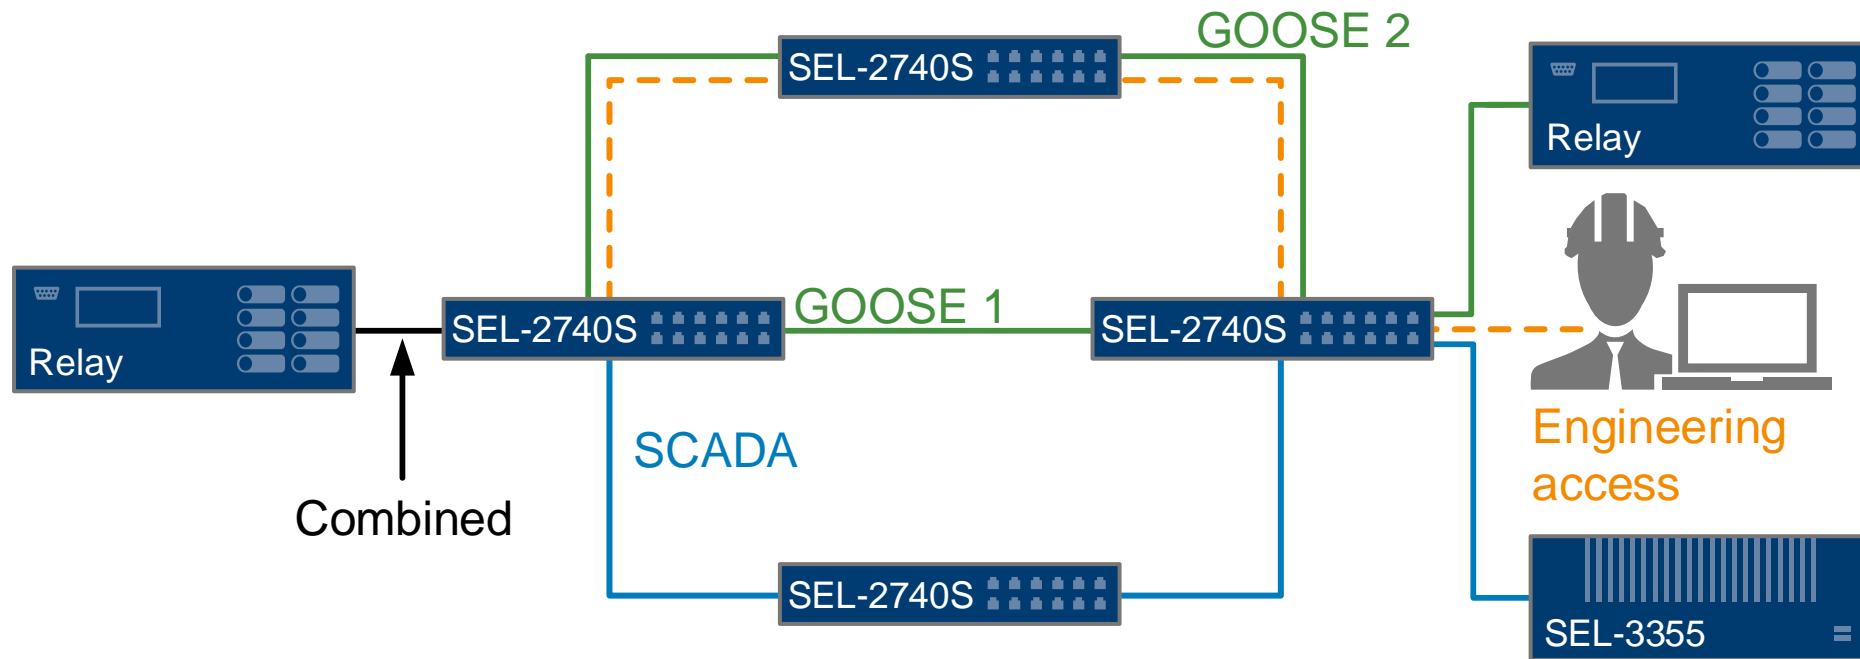 GOOSE 2
SEL-2740S
Relay
GOOSE 1
SEL-2740S
SEL-2740S
Relay
Engineering
access
SCADA
Combined
SEL-2740S
SEL-3355